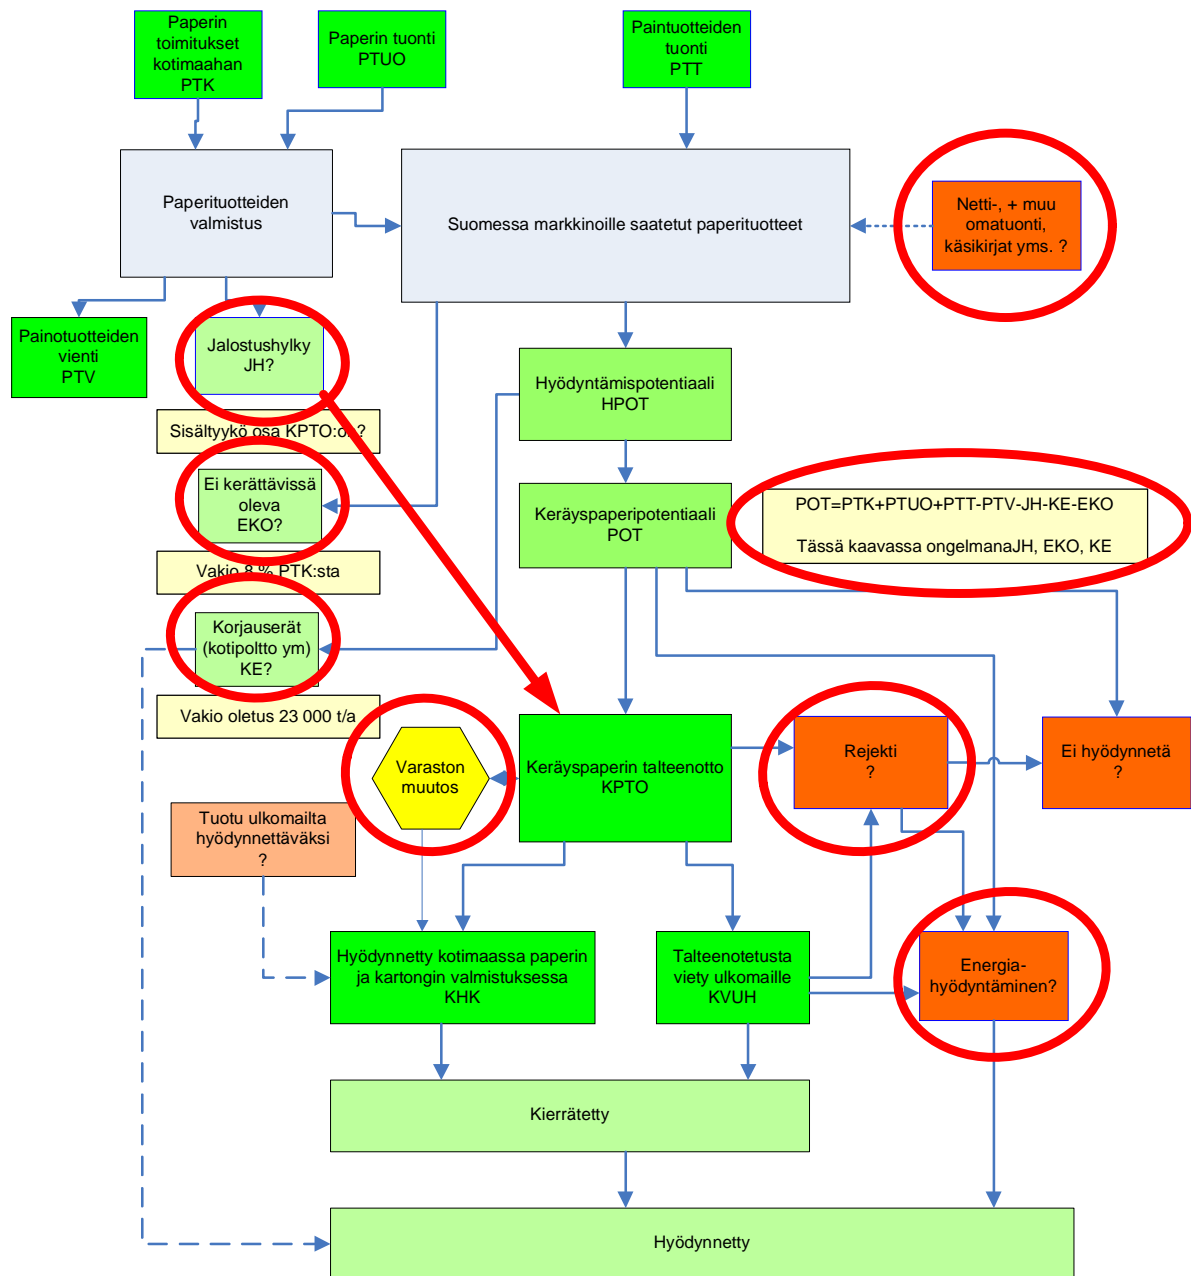 Paperin
toimitukset
kotimaahan
PTK
Paperin tuonti
PTUO
Paintuotteiden
tuonti
PTT
Paperituotteiden
valmistus
Suomessa markkinoille saatetut paperituotteet
Netti-, + muu
omatuonti,
käsikirjat yms. ?
Painotuotteiden
vienti
PTV
Jalostushylky
JH?
Sisältyykö osa KPTO:on?
Hyödyntämispotentiaali
HPOT
Ei kerättävissä
oleva
EKO?
Vakio 8 % PTK:sta
Keräyspaperipotentiaali
POT
POT=PTK+PTUO+PTT-PTV-JH-KE-EKO
Tässä kaavassa ongelmanaJH, EKO, KE
Korjauserät
(kotipoltto ym)
KE?
Vakio oletus 23 000 t/a
Varaston
muutos
Keräyspaperin talteenotto
KPTO
Rejekti
?
Ei hyödynnetä
?
Tuotu ulkomailta
hyödynnettäväksi
?
Hyödynnetty kotimaassa paperin
ja kartongin valmistuksessa
KHK
Talteenotetusta
viety ulkomaille
KVUH
Energia-
hyödyntäminen?
Kierrätetty
Hyödynnetty